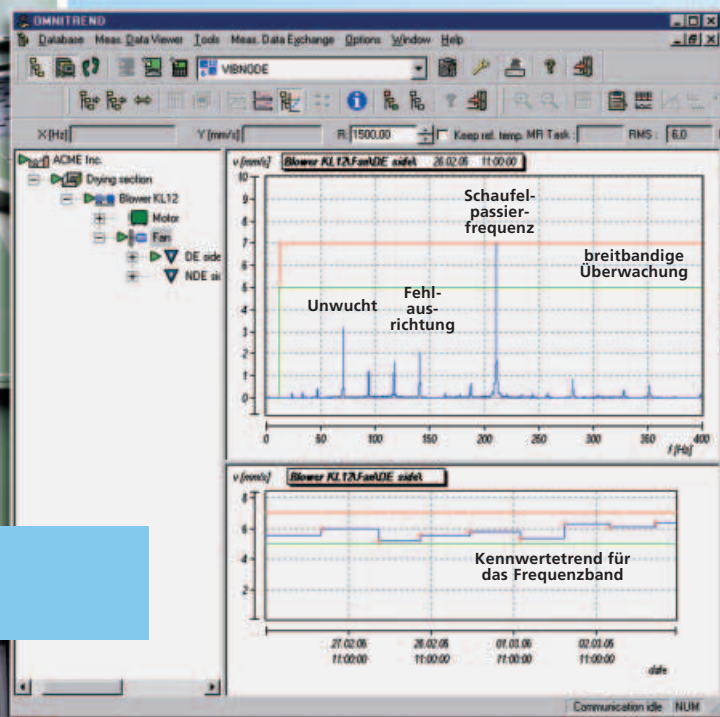 OMNITREND
Database Meas. Data Viewer Tools Meas. Data Exchange Options Window Help
VIBNODE
X [Hz] Y [mm/s] R: 1500.00 Keep rel. temp. MR Task: RMS: 6.0
ACME Inc.
Drying section
Blower KL12
Motor
Fan
DE side
NDE si
v [mm/s] Blower KL12\Fan\DE side\ 26.02.05 11:00:00
10
9
8
7
6
5
4
3
2
1
0
Schaufel-
passier-
frequenz
breitbandige
Überwachung
Unwucht
Fehl-
aus-
richtung
0 50 100 150 200 250 300 350 400
f [Hz]
v [mm/s] Blower KL12\Fan\DE side\
8
6
4
2
Kennwertetrend für
das Frequenzband
27.02.05 28.02.05 01.03.05 02.03.05
11:00:00 11:00:00 11:00:00 11:00:00
date
Communication idle NUM